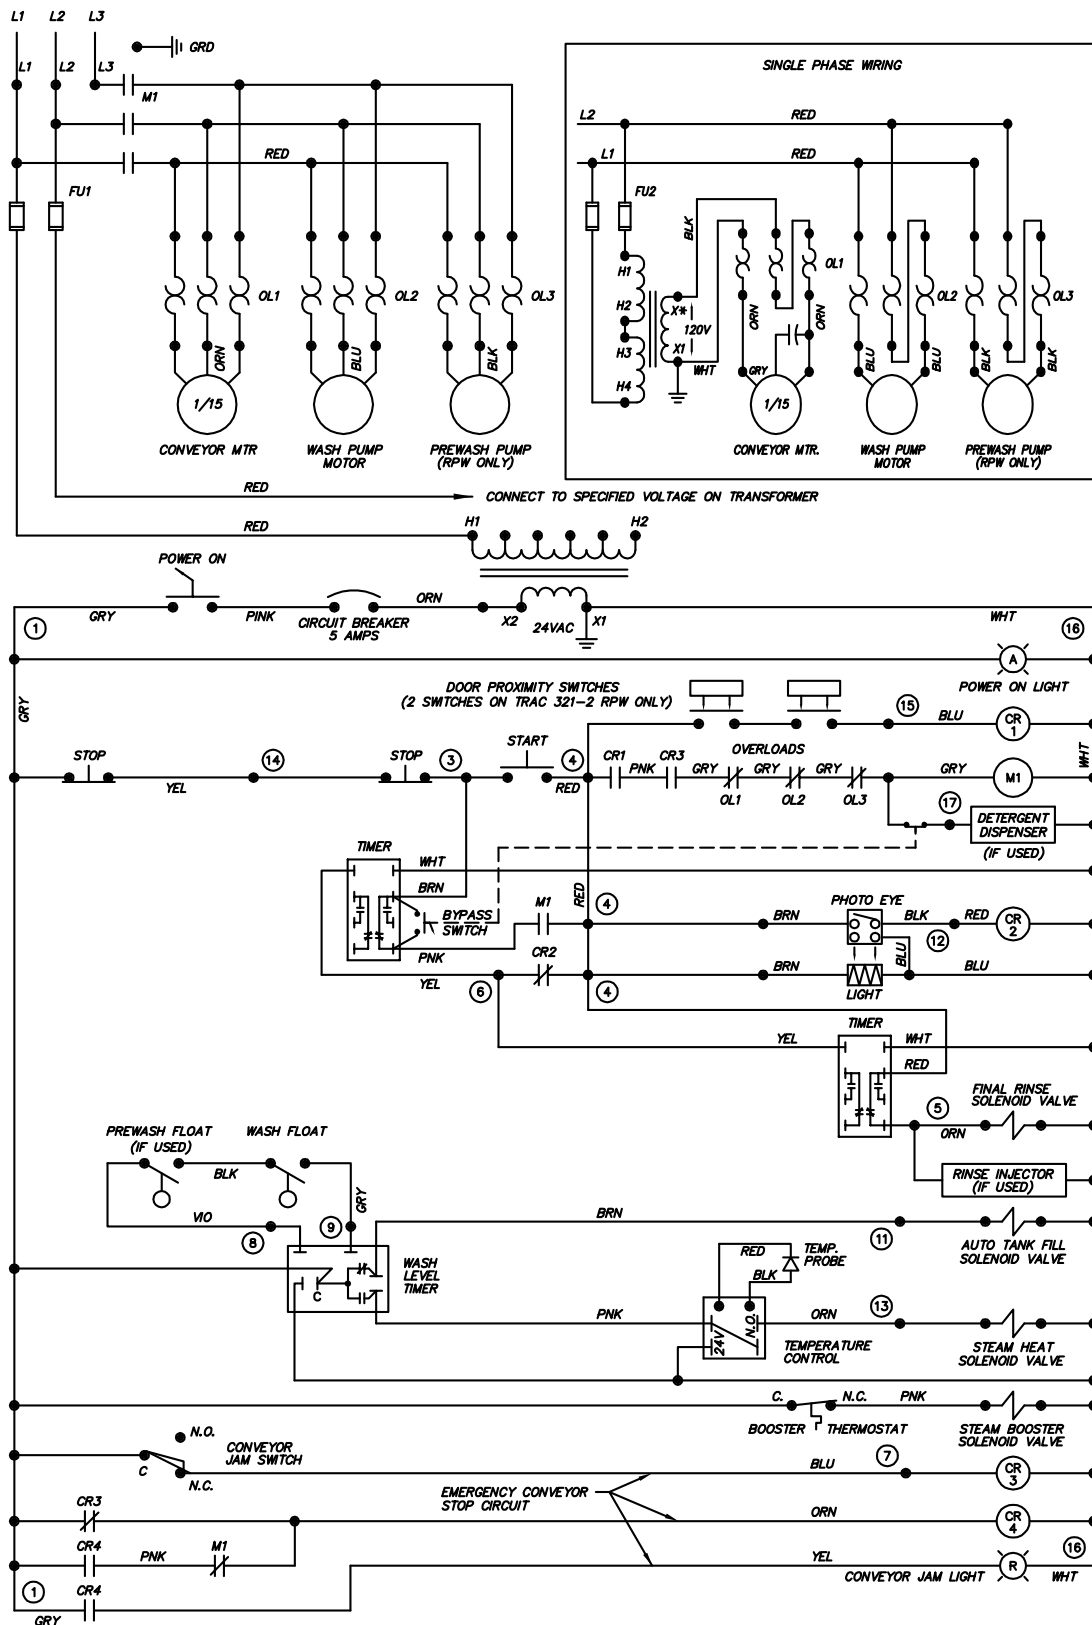 L1 L2 L3
GRD
L1 L2 L3
M1
RED
FU1
OL1 OL2 OL3
ORN BLU BLK
1/15
CONVEYOR MTR
WASH PUMP
MOTOR
PREWASH PUMP
(RPW ONLY)
SINGLE PHASE WIRING
L2 RED
L1 RED
FU2
BLK
H1
H2
H3
H4
X*
120V
X1
WHT
OL1 OL2 OL3
ORN ORN
GRY
BLU BLU BLK BLK
1/15
CONVEYOR MTR.
WASH PUMP
MOTOR
PREWASH PUMP
(RPW ONLY)
RED
CONNECT TO SPECIFIED VOLTAGE ON TRANSFORMER
RED
H1 H2
POWER ON
GRY PINK
CIRCUIT BREAKER
5 AMPS
ORN
X2 24VAC X1
WHT
1 16
A
POWER ON LIGHT
GRY
DOOR PROXIMITY SWITCHES
(2 SWITCHES ON TRAC 321-2 RPW ONLY)
15
BLU
CR
1
WHT
STOP
YEL
14
STOP
3
START
4
RED
CR1 PNK CR3 GRY
OVERLOADS
OL1 GRY OL2 GRY OL3
GRY
M1
17
DETERGENT
DISPENSER
(IF USED)
TIMER
WHT
BRN
BYPASS
SWITCH
PNK
YEL
M1
RED
4
CR2
6 4
BRN
PHOTO EYE
BLK
RED
CR
2
12
BLU
BRN
LIGHT
BLU
YEL
TIMER
WHT
RED
5
ORN
FINAL RINSE
SOLENOID VALVE
RINSE INJECTOR
(IF USED)
PREWASH FLOAT
(IF USED)
WASH FLOAT
BLK
VIO
GRY
8 9
C
WASH
LEVEL
TIMER
BRN
11
AUTO TANK FILL
SOLENOID VALVE
RED
BLK
TEMP.
PROBE
PNK
24V
N.O.
ORN
13
TEMPERATURE
CONTROL
STEAM HEAT
SOLENOID VALVE
C. N.C. PNK
BOOSTER THERMOSTAT
STEAM BOOSTER
SOLENOID VALVE
N.O.
C
N.C.
CONVEYOR
JAM SWITCH
BLU
7
CR
3
EMERGENCY CONVEYOR
STOP CIRCUIT
CR3
ORN
CR
4
CR4 PNK M1
YEL
CONVEYOR JAM LIGHT
R
16
WHT
1
CR4
GRY